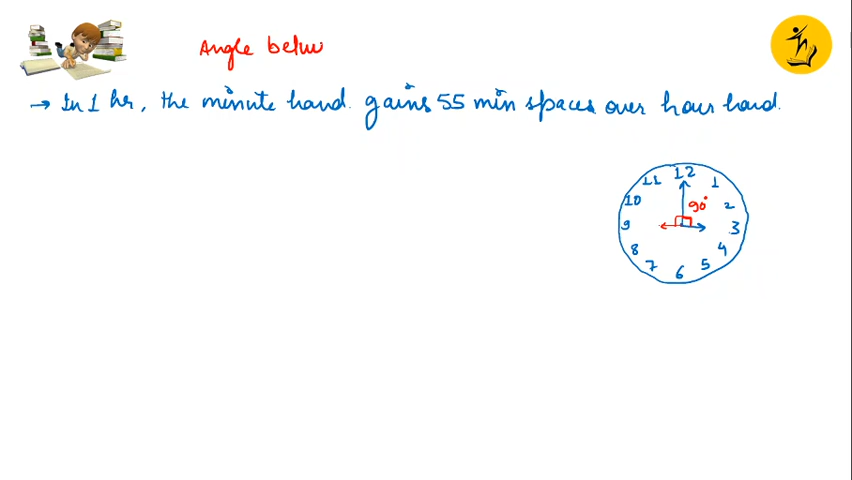 Angle betw
→ In 1 hr, the minute hand gains 55 min spaces over hour hand.
12
11 1
10 90° 2
9 3
8 4
7 5
6